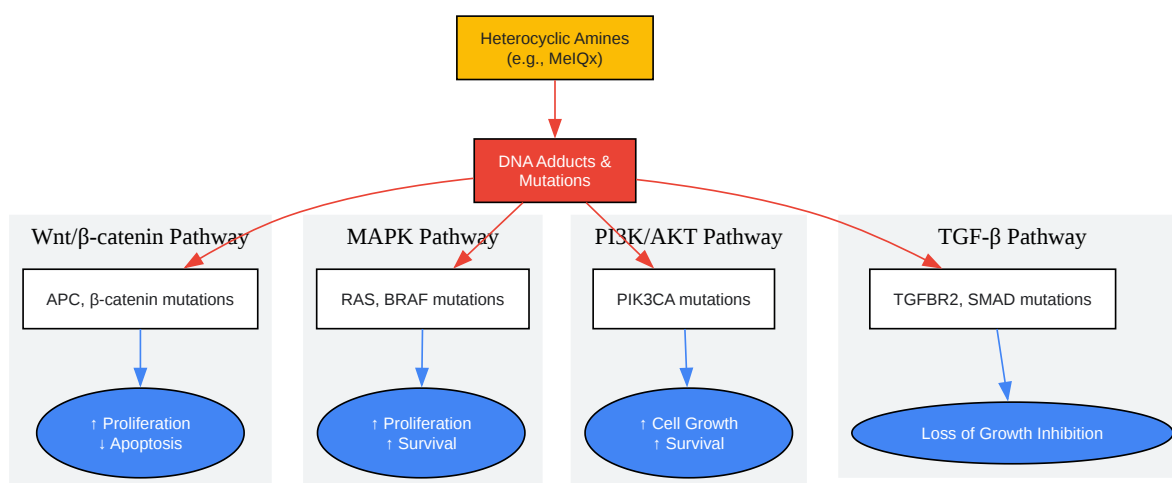 Heterocyclic Amines
(e.g., MeIQx)
DNA Adducts &
Mutations
Wnt/β-catenin Pathway
MAPK Pathway
PI3K/AKT Pathway
TGF-β Pathway
APC, β-catenin mutations
RAS, BRAF mutations
PIK3CA mutations
TGFBR2, SMAD mutations
↑ Proliferation
↓ Apoptosis
↑ Proliferation
↑ Survival
↑ Cell Growth
↑ Survival
Loss of Growth Inhibition